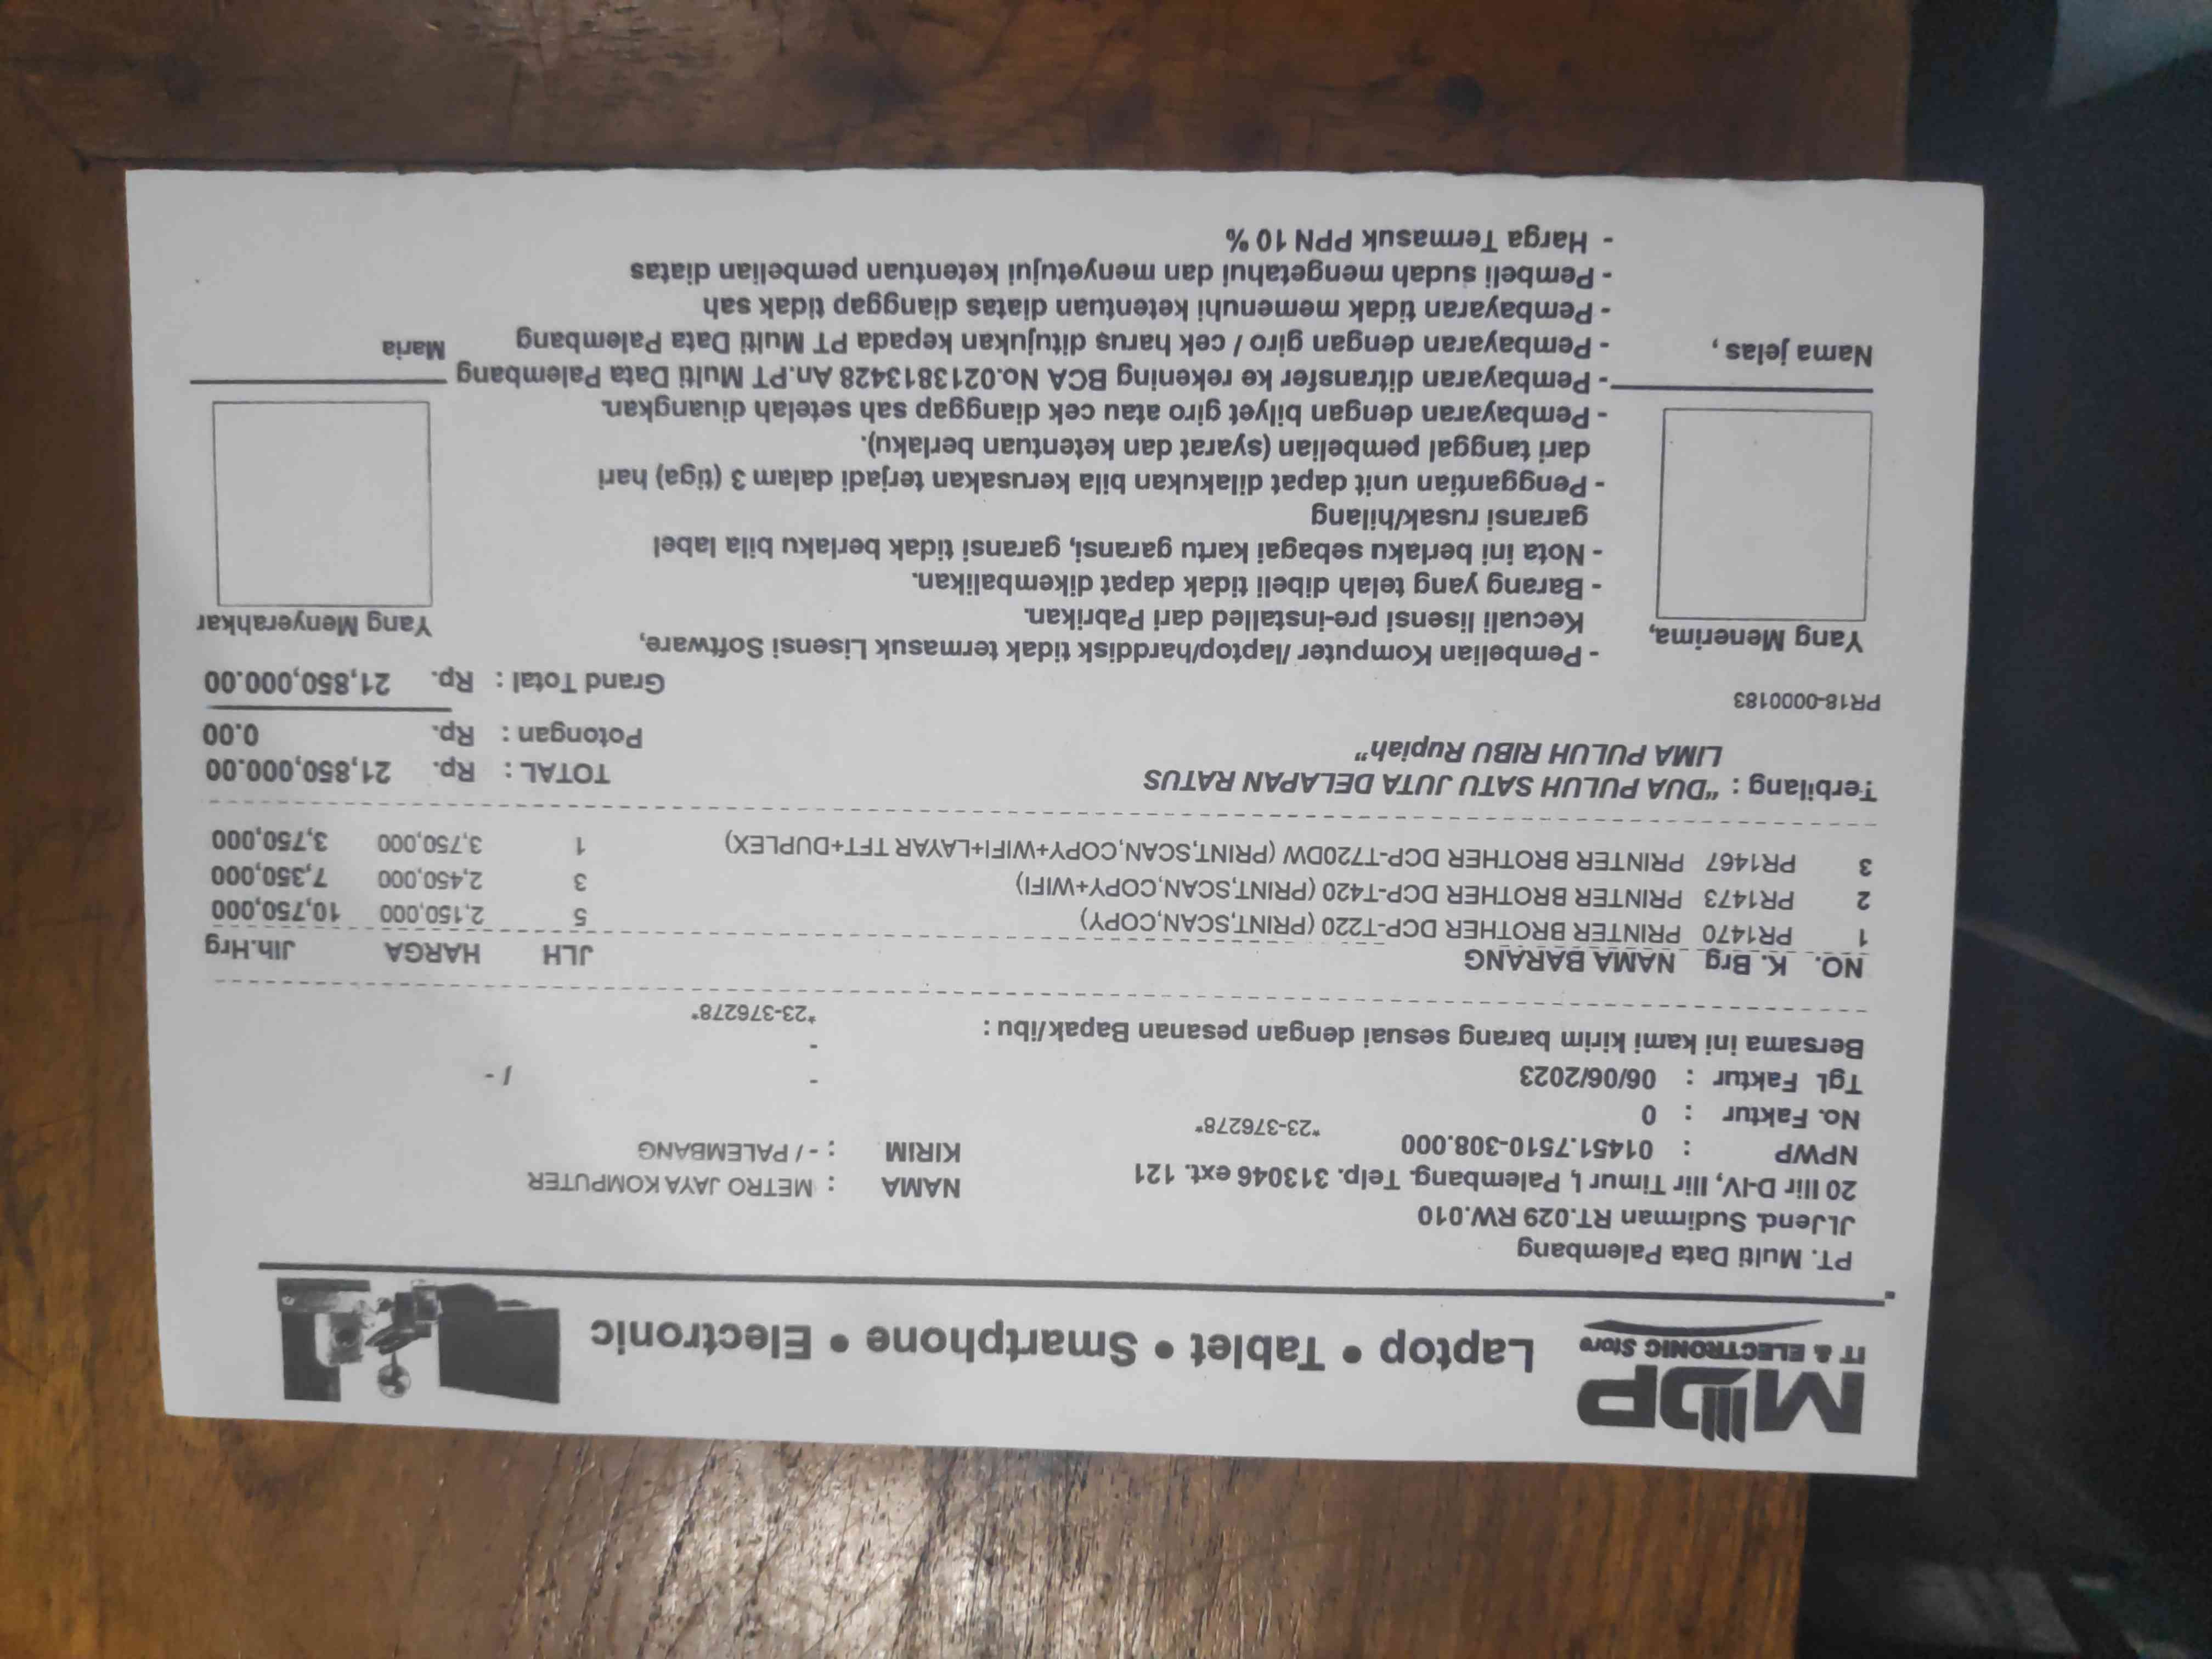 MDP
IT & ELECTRONIC Store
Laptop • Tablet • Smartphone • Electronic
PT. Multi Data Palembang
Jl.Jend. Sudirman RT.029 RW.010
20 Ilir D-IV, Ilir Timur I, Palembang. Telp. 313046 ext. 121
NPWP : 01451.7510-308.000
No. Faktur : 0 *23-376278*
Tgl. Faktur : 06/06/2023
NAMA : METRO JAYA KOMPUTER
KIRIM : - / PALEMBANG
- / -
-
Bersama ini kami kirim barang sesuai dengan pesanan Bapak/ibu :
*23-376278*
NO. K. Brg NAMA BARANG JLH HARGA Jlh.Hrg
1 PR1470 PRINTER BROTHER DCP-T220 (PRINT,SCAN,COPY) 5 2,150,000 10,750,000
2 PR1473 PRINTER BROTHER DCP-T420 (PRINT,SCAN,COPY+WIFI) 3 2,450,000 7,350,000
3 PR1467 PRINTER BROTHER DCP-T720DW (PRINT,SCAN,COPY+WIFI+LAYAR TFT+DUPLEX) 1 3,750,000 3,750,000
Terbilang : "DUA PULUH SATU JUTA DELAPAN RATUS
LIMA PULUH RIBU Rupiah"
TOTAL : Rp. 21,850,000.00
Potongan : Rp. 0.00
Grand Total : Rp. 21,850,000.00
PR18-0000183
Yang Menerima,
Nama jelas ,
- Pembelian Komputer /laptop/harddisk tidak termasuk Lisensi Software,
Kecuali lisensi pre-installed dari Pabrikan.
- Barang yang telah dibeli tidak dapat dikembalikan.
- Nota ini berlaku sebagai kartu garansi, garansi tidak berlaku bila label
garansi rusak/hilang
- Penggantian unit dapat dilakukan bila kerusakan terjadi dalam 3 (tiga) hari
dari tanggal pembelian (syarat dan ketentuan berlaku).
- Pembayaran dengan bilyet giro atau cek dianggap sah setelah diuangkan.
- Pembayaran ditransfer ke rekening BCA No.0213813428 An.PT Multi Data Palembang
- Pembayaran dengan giro / cek harus ditujukan kepada PT Multi Data Palembang
- Pembayaran tidak memenuhi ketentuan diatas dianggap tidak sah
- Pembeli sudah mengetahui dan menyetujui ketentuan pembelian diatas
- Harga Termasuk PPN 10 %
Yang Menyerahkar
Maria